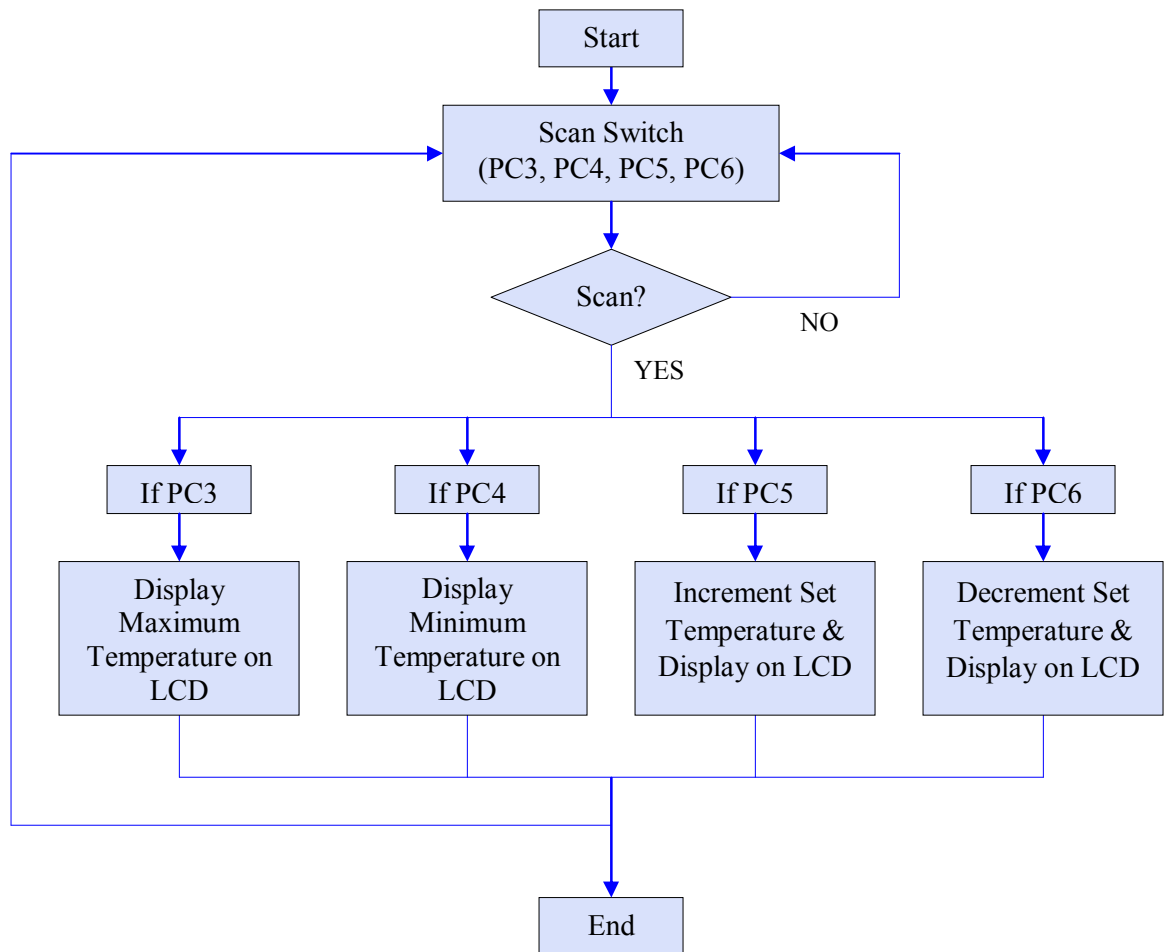 Start
Scan Switch
(PC3, PC4, PC5, PC6)
Scan?
NO
YES
If PC3
If PC4
If PC5
If PC6
Display
Maximum
Temperature on
LCD
Display
Minimum
Temperature on
LCD
Increment Set
Temperature &
Display on LCD
Decrement Set
Temperature &
Display on LCD
End